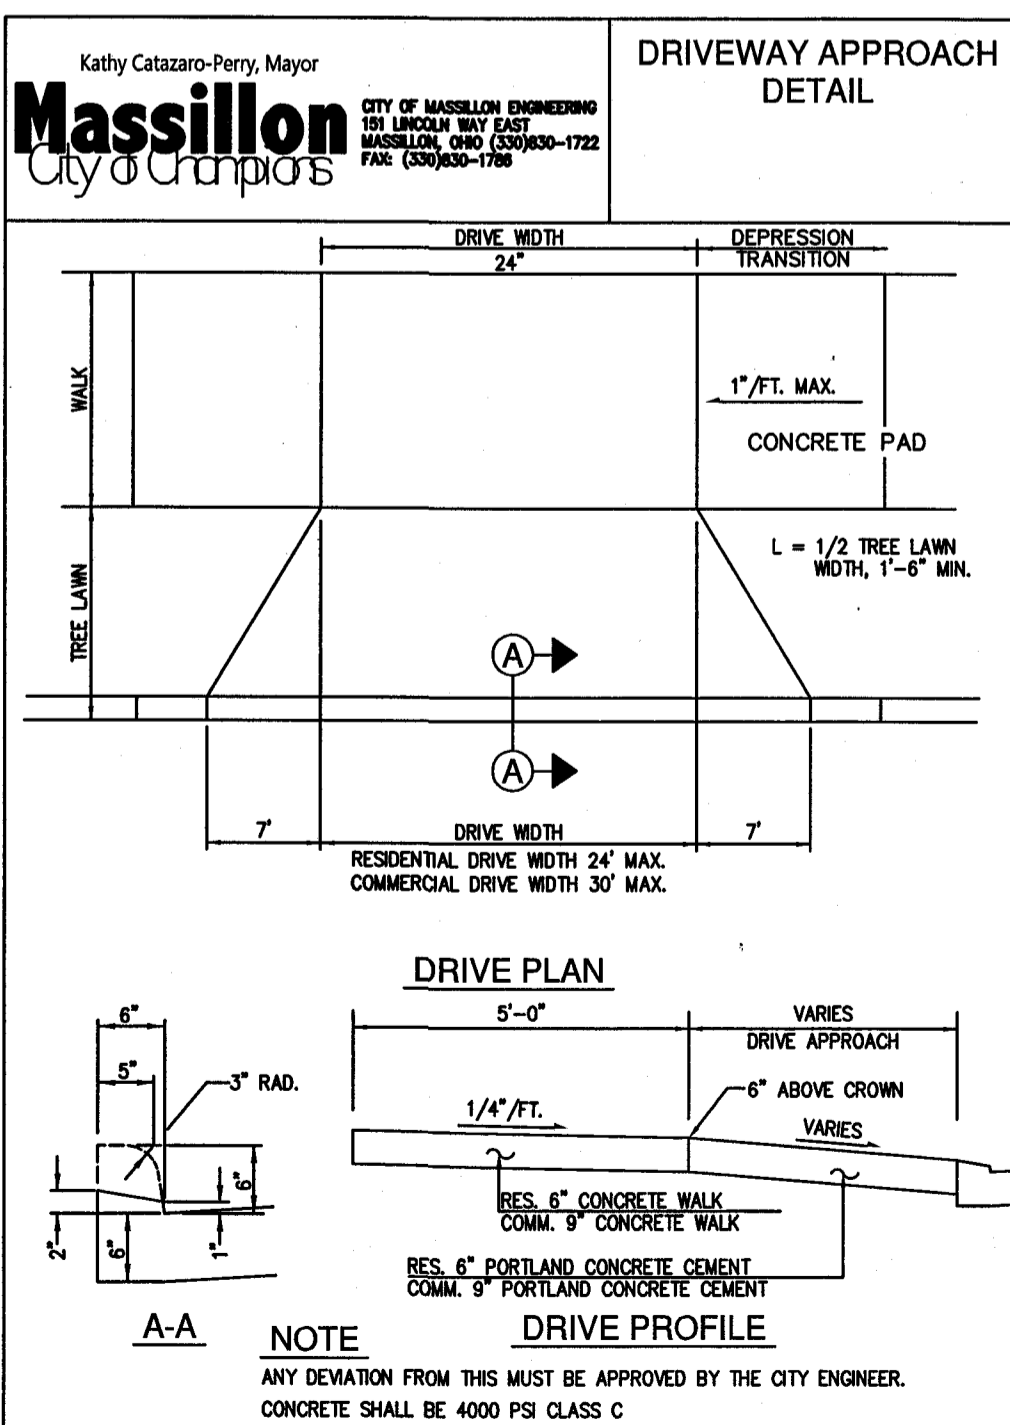 Kathy Catazaro-Perry, Mayor
Massillon
City of Champions
CITY OF MASSILLON ENGINEERING
151 LINCOLN WAY EAST
MASSILLON, OHIO (330)830-1722
FAX: (330)830-1786
DRIVEWAY APPROACH
DETAIL
DRIVE WIDTH
24"
DEPRESSION
TRANSITION
WALK
1"/FT. MAX.
CONCRETE PAD
TREE LAWN
L = 1/2 TREE LAWN
WIDTH, 1'-6" MIN.
A
A
7'
DRIVE WIDTH
7'
RESIDENTIAL DRIVE WIDTH 24' MAX.
COMMERCIAL DRIVE WIDTH 30' MAX.
DRIVE PLAN
6"
5"
3" RAD.
6"
2"
6"
1"
A-A
5'-0"
VARIES
DRIVE APPROACH
6" ABOVE CROWN
1/4"/FT.
VARIES
RES. 6" CONCRETE WALK
COMM. 9" CONCRETE WALK
RES. 6" PORTLAND CONCRETE CEMENT
COMM. 9" PORTLAND CONCRETE CEMENT
DRIVE PROFILE
NOTE
ANY DEVIATION FROM THIS MUST BE APPROVED BY THE CITY ENGINEER.
CONCRETE SHALL BE 4000 PSI CLASS C